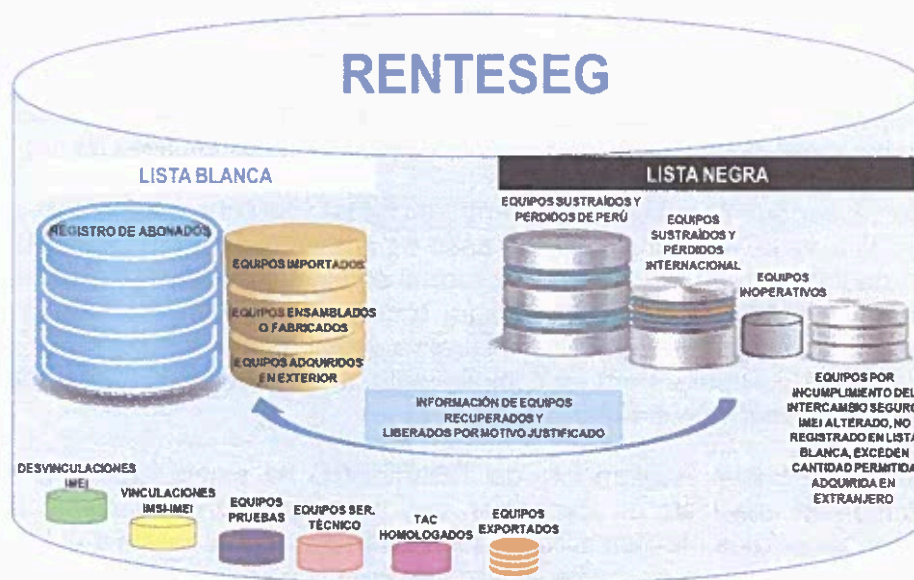 RENTESEG
LISTA BLANCA
REGISTRO DE ABONADOS
EQUIPOS IMPORTADOS
EQUIPOS ENSAMBLADOS
O FABRICADOS
EQUIPOS ADQUIRIDOS
EN EXTERIOR
LISTA NEGRA
EQUIPOS SUSTRAÍDOS Y
PERDIDOS DE PERÚ
EQUIPOS
SUSTRAÍDOS Y
PERDIDOS
INTERNACIONAL
EQUIPOS
INOPERATIVOS
EQUIPOS POR
INCUMPLIMIENTO DEL
INTERCAMBIO SEGURO,
IMEI ALTERADO, NO
REGISTRADO EN LISTA
BLANCA, EXCEDEN
CANTIDAD PERMITIDA
ADQUIRIDA EN
EXTRANJERO
INFORMACIÓN DE EQUIPOS
RECUPERADOS Y
LIBERADOS POR MOTIVO JUSTIFICADO
DESVINCULACIONES
IMEI
VINCULACIONES
IMSI-IMEI
EQUIPOS
PRUEBAS
EQUIPOS SER.
TÉCNICO
TAC
HOMOLOGADOS
EQUIPOS
EXPORTADOS